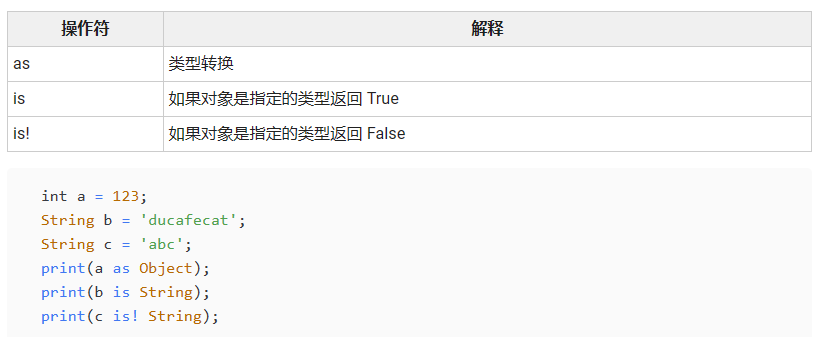 操作符 解释
as 类型转换
is 如果对象是指定的类型返回 True
is! 如果对象是指定的类型返回 False
int a = 123;
String b = 'ducafecat';
String c = 'abc';
print(a as Object);
print(b is String);
print(c is! String);